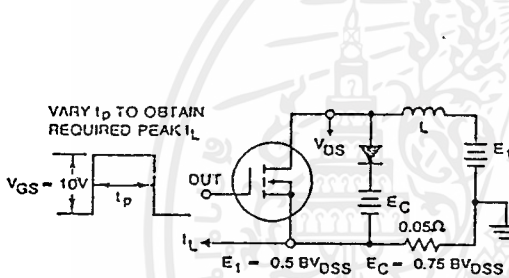 VARY tp TO OBTAIN
REQUIRED PEAK IL
VGS = 10V
tp
OUT
VDS
L
E1
EC
0.05Ω
IL
E1 = 0.5 BVDSS EC = 0.75 BVDSS